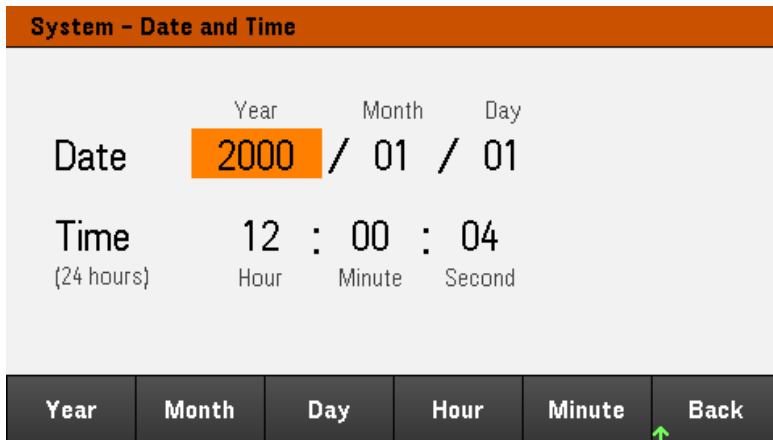 System – Date and Time
Year Month Day
Date 2000 / 01 / 01
Time 12 : 00 : 04
(24 hours) Hour Minute Second
Year Month Day Hour Minute Back